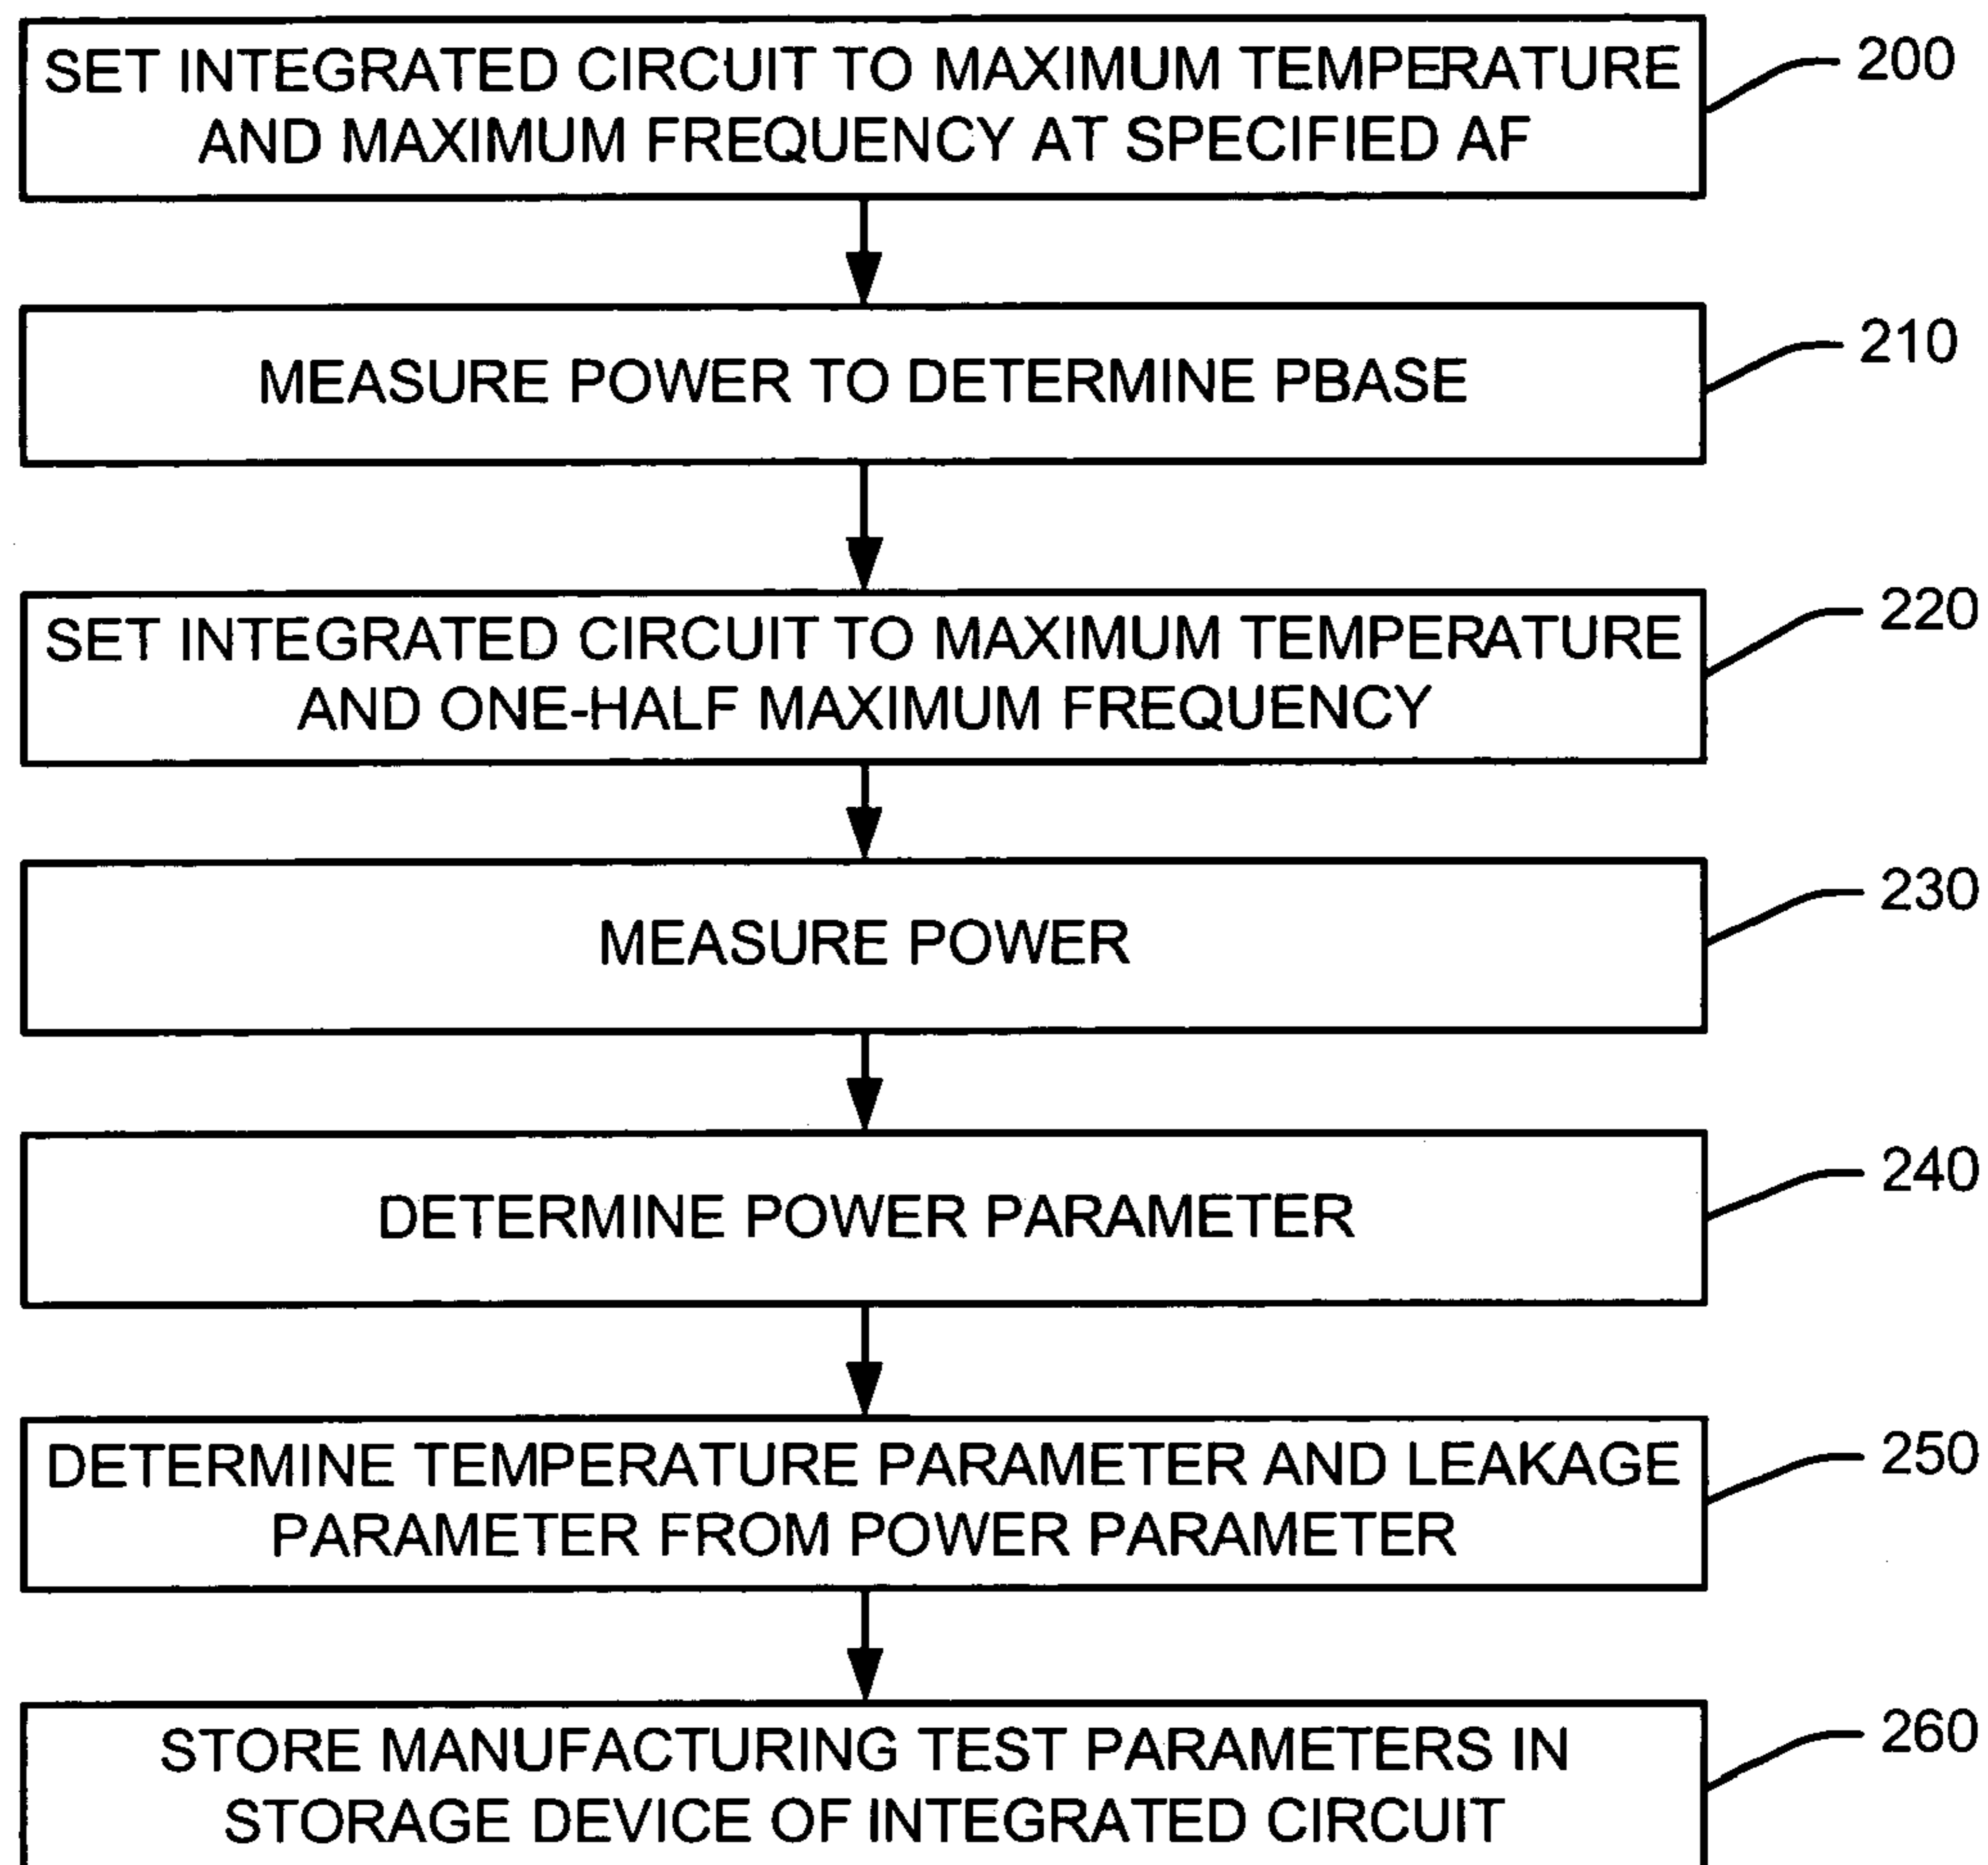 SET INTEGRATED CIRCUIT TO MAXIMUM TEMPERATURE
AND MAXIMUM FREQUENCY AT SPECIFIED AF
200
MEASURE POWER TO DETERMINE PBASE
210
SET INTEGRATED CIRCUIT TO MAXIMUM TEMPERATURE
AND ONE-HALF MAXIMUM FREQUENCY
220
MEASURE POWER
230
DETERMINE POWER PARAMETER
240
DETERMINE TEMPERATURE PARAMETER AND LEAKAGE
PARAMETER FROM POWER PARAMETER
250
STORE MANUFACTURING TEST PARAMETERS IN
STORAGE DEVICE OF INTEGRATED CIRCUIT
260